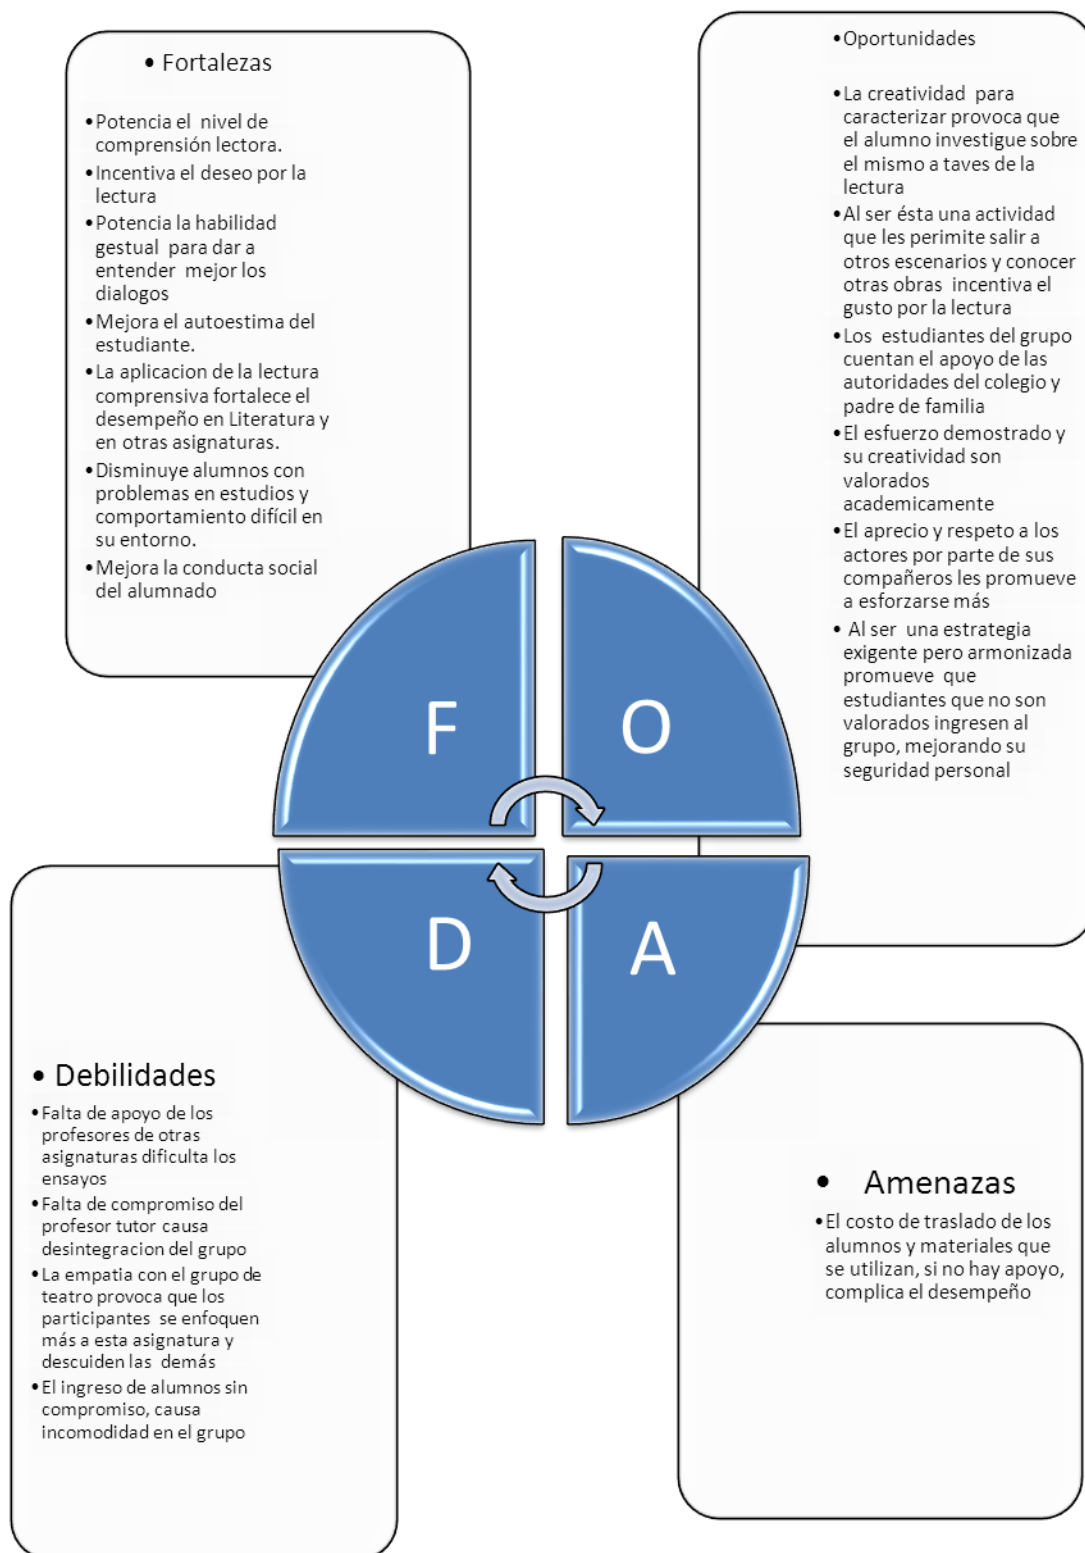 • Fortalezas
•Potencia el nivel de
comprensión lectora.
•Incentiva el deseo por la
lectura
•Potencia la habilidad
gestual para dar a
entender mejor los
dialogos
•Mejora el autoestima del
estudiante.
•La aplicacion de la lectura
comprensiva fortalece el
desempeño en Literatura y
en otras asignaturas.
•Disminuye alumnos con
problemas en estudios y
comportamiento difícil en
su entorno.
•Mejora la conducta social
del alumnado
•Oportunidades
•La creatividad para
caracterizar provoca que
el alumno investigue sobre
el mismo a taves de la
lectura
•Al ser ésta una actividad
que les perimite salir a
otros escenarios y conocer
otras obras incentiva el
gusto por la lectura
•Los estudiantes del grupo
cuentan el apoyo de las
autoridades del colegio y
padre de familia
•El esfuerzo demostrado y
su creatividad son
valorados
academicamente
•El aprecio y respeto a los
actores por parte de sus
compañeros les promueve
a esforzarse más
• Al ser una estrategia
exigente pero armonizada
promueve que
estudiantes que no son
valorados ingresen al
grupo, mejorando su
seguridad personal
F
O
D
A
• Debilidades
•Falta de apoyo de los
profesores de otras
asignaturas dificulta los
ensayos
•Falta de compromiso del
profesor tutor causa
desintegracion del grupo
•La empatia con el grupo de
teatro provoca que los
participantes se enfoquen
más a esta asignatura y
descuiden las demás
•El ingreso de alumnos sin
compromiso, causa
incomodidad en el grupo
• Amenazas
•El costo de traslado de los
alumnos y materiales que
se utilizan, si no hay apoyo,
complica el desempeño